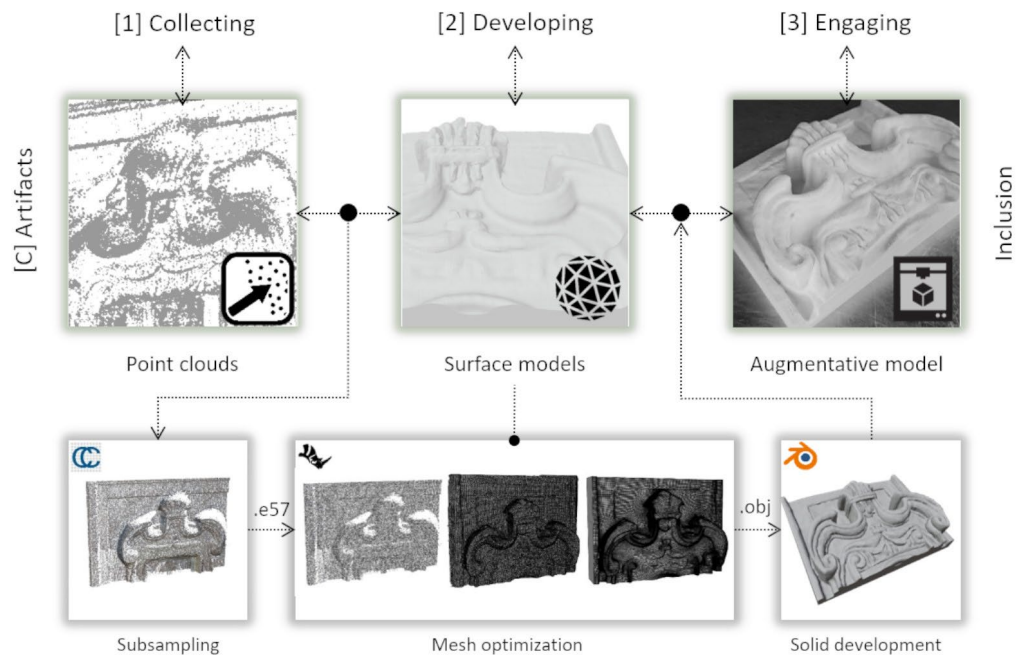 [1] Collecting
[2] Developing
[3] Engaging
[C] Artifacts
Inclusion
Point clouds
Surface models
Augmentative model
CC
.e57
.obj
Subsampling
Mesh optimization
Solid development